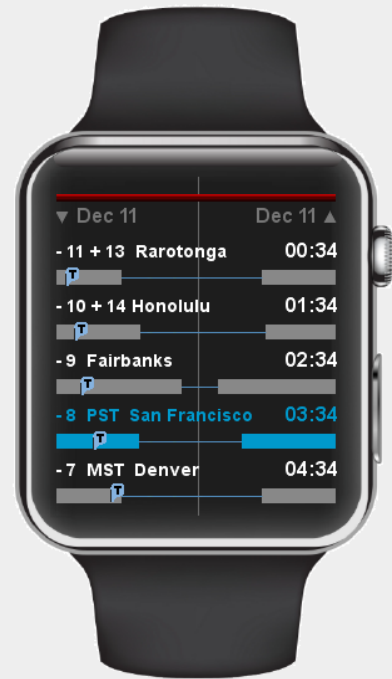 ▼ Dec 11 Dec 11 ▲
- 11 + 13 Rarotonga 00:34
T
- 10 + 14 Honolulu 01:34
T
- 9 Fairbanks 02:34
T
- 8 PST San Francisco 03:34
T
- 7 MST Denver 04:34
T